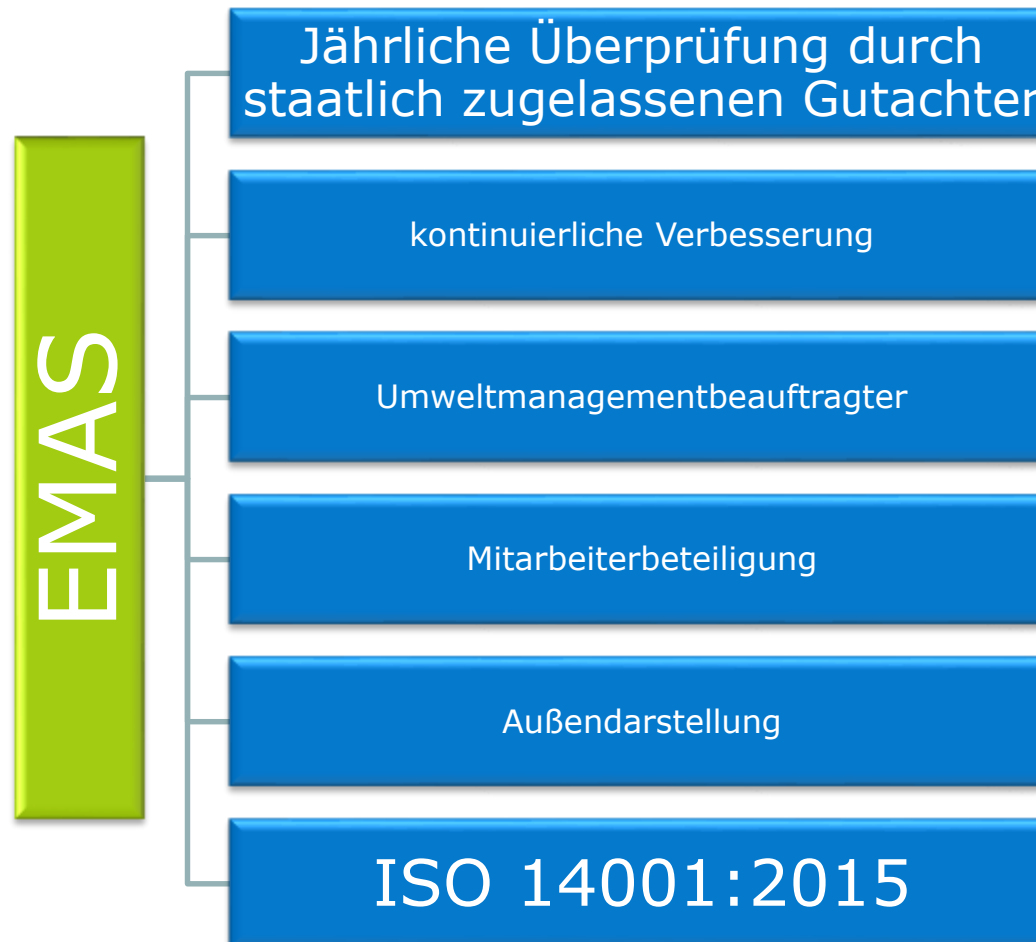 EMAS
Jährliche Überprüfung durch
staatlich zugelassenen Gutachter
kontinuierliche Verbesserung
Umweltmanagementbeauftragter
Mitarbeiterbeteiligung
Außendarstellung
ISO 14001:2015